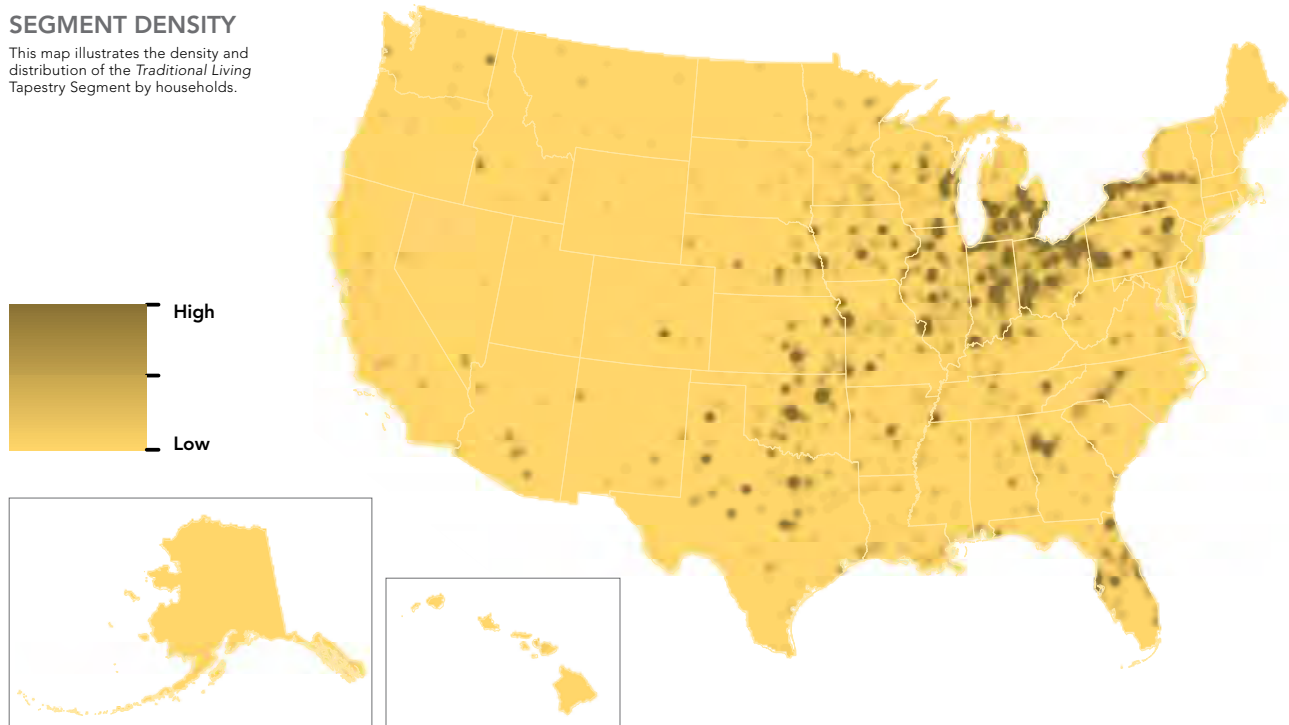 SEGMENT DENSITY
This map illustrates the density and
distribution of the Traditional Living
Tapestry Segment by households.
High
Low